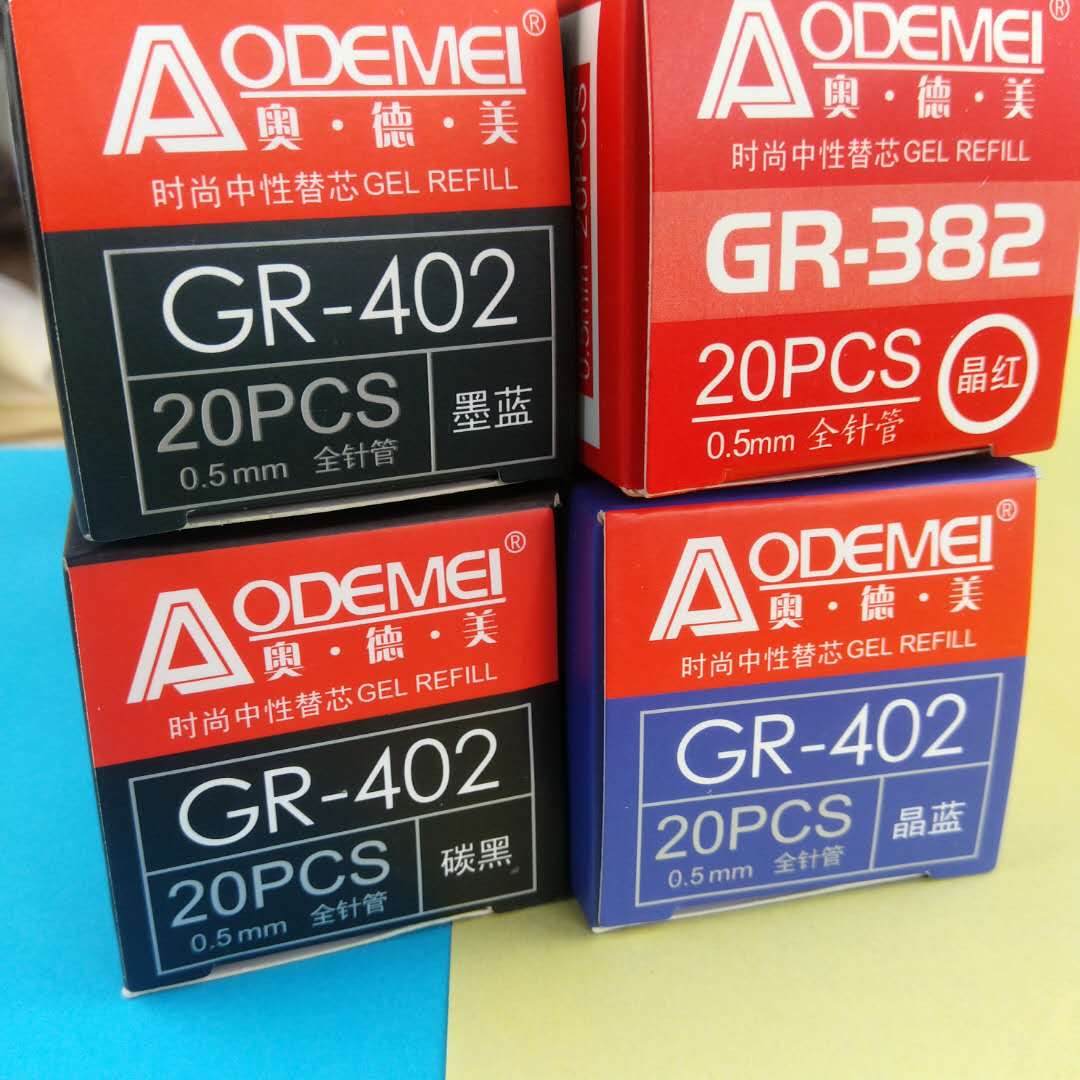 AODEMEI®
奥·德·美
时尚中性替芯GEL REFILL
GR-402
20PCS
0.5mm 全针管
墨蓝
AODEMEI®
奥·德·美
时尚中性替芯GEL REFILL
GR-382
20PCS
0.5mm 全针管
晶红
0.5mm 20PCS
AODEMEI®
奥·德·美
时尚中性替芯GEL REFILL
GR-402
20PCS
0.5mm 全针管
碳黑
AODEMEI®
奥·德·美
时尚中性替芯GEL REFILL
GR-402
20PCS
0.5mm 全针管
晶蓝